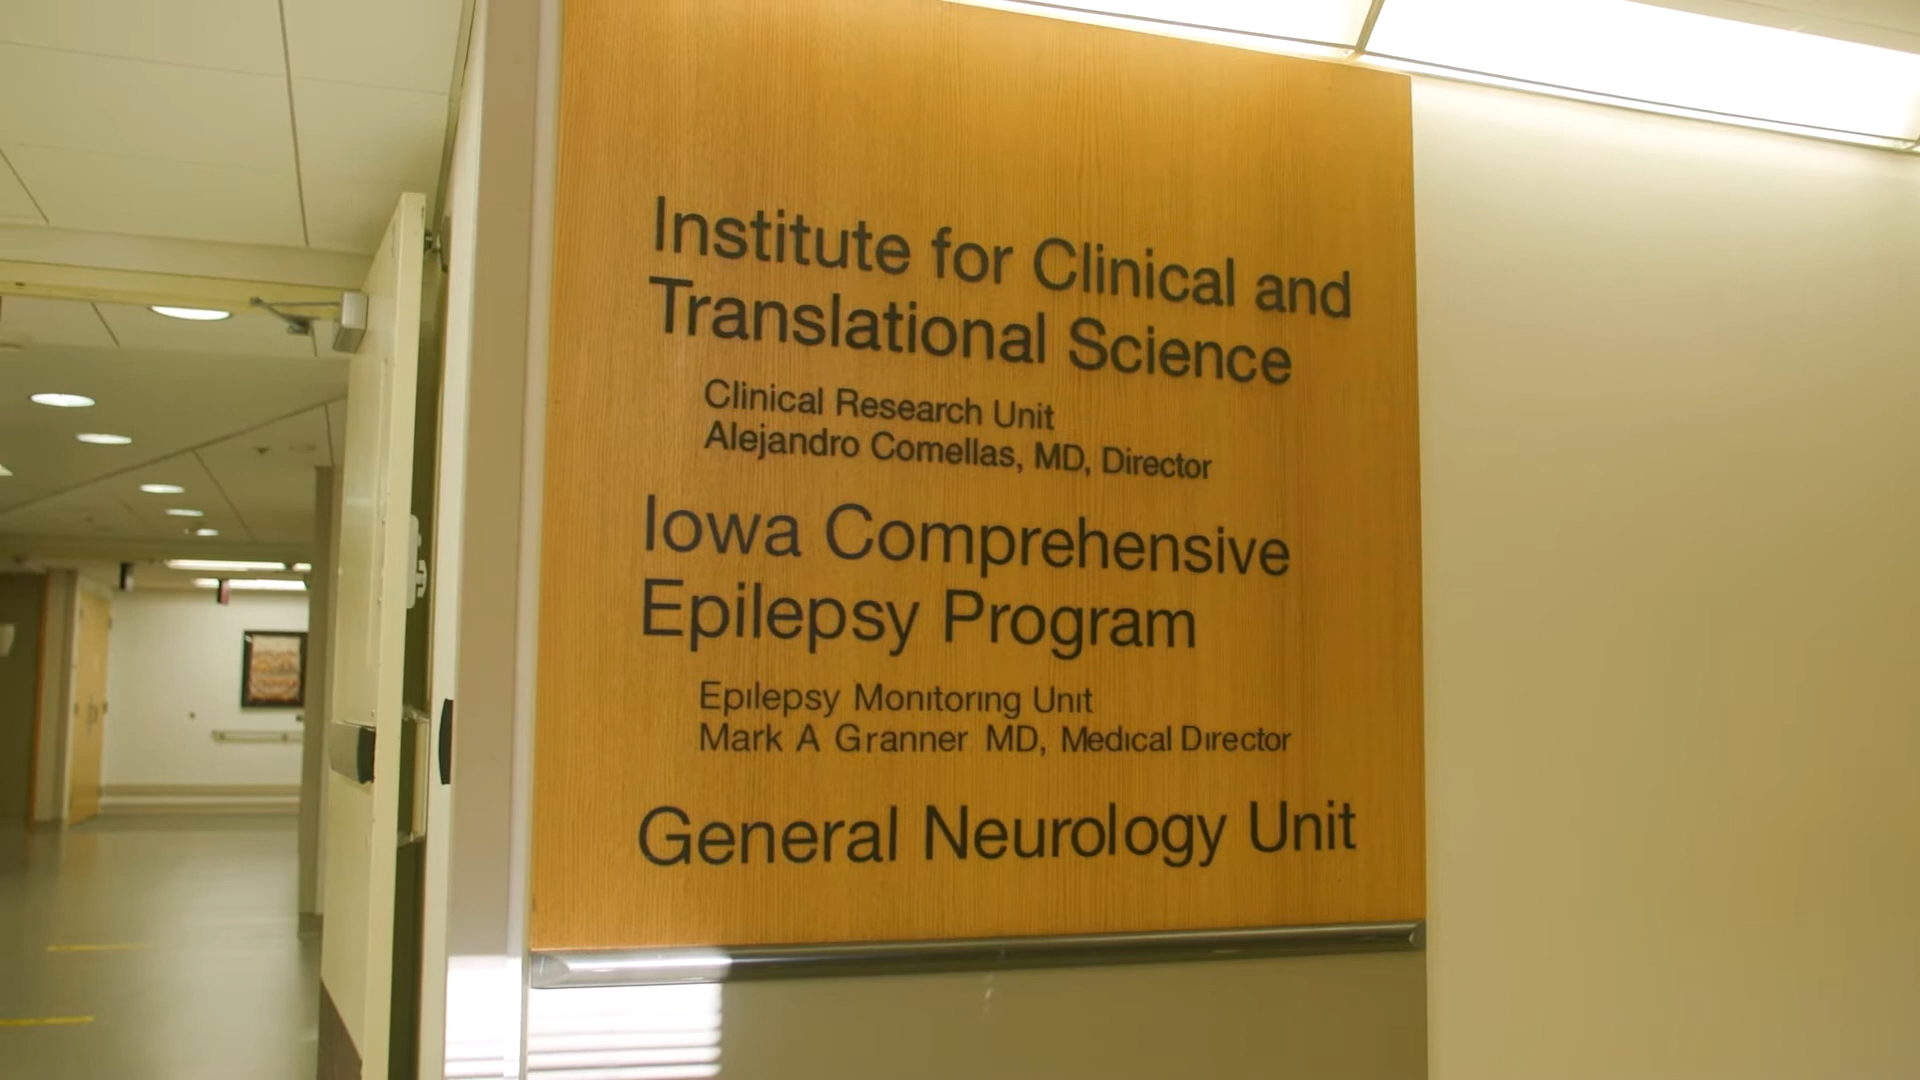 Institute for Clinical and
Translational Science
Clinical Research Unit
Alejandro Comellas, MD, Director
Iowa Comprehensive
Epilepsy Program
Epilepsy Monitoring Unit
Mark A Granner MD, Medical Director
General Neurology Unit